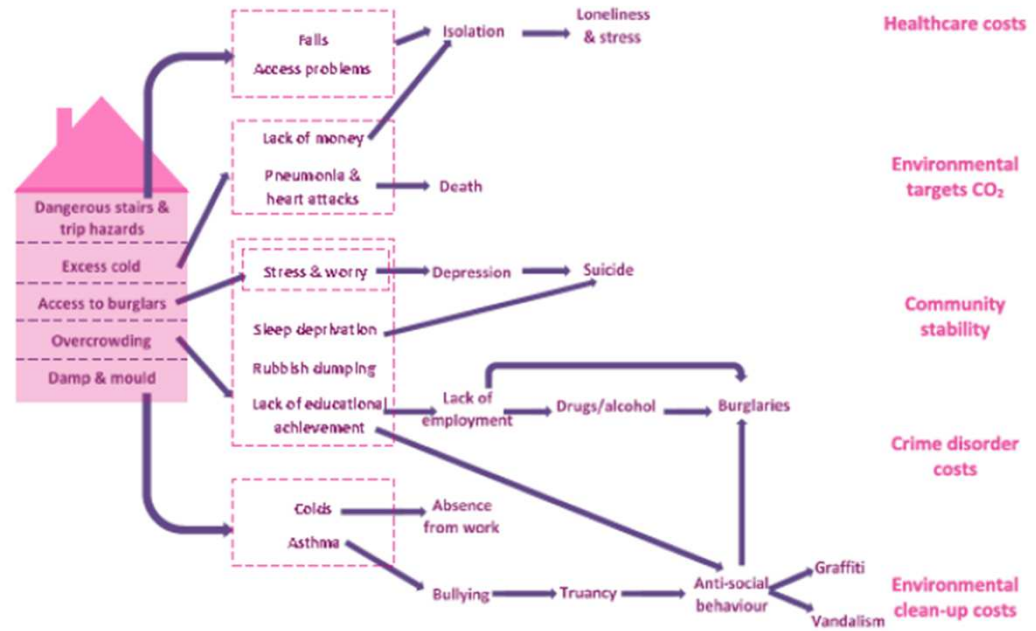 Dangerous stairs &
trip hazards
Excess cold
Access to burglars
Overcrowding
Damp & mould
Falls
Access problems
Isolation
Loneliness
& stress
Lack of money
Pneumonia &
heart attacks
Death
Stress & worry
Depression
Suicide
Sleep deprivation
Rubbish dumping
Lack of educational
achievement
Lack of
employment
Drugs/alcohol
Burglaries
Colds
Absence
from work
Asthma
Bullying
Truancy
Anti-social
behaviour
Graffiti
Vandalism
Healthcare costs
Environmental
targets CO₂
Community
stability
Crime disorder
costs
Environmental
clean-up costs